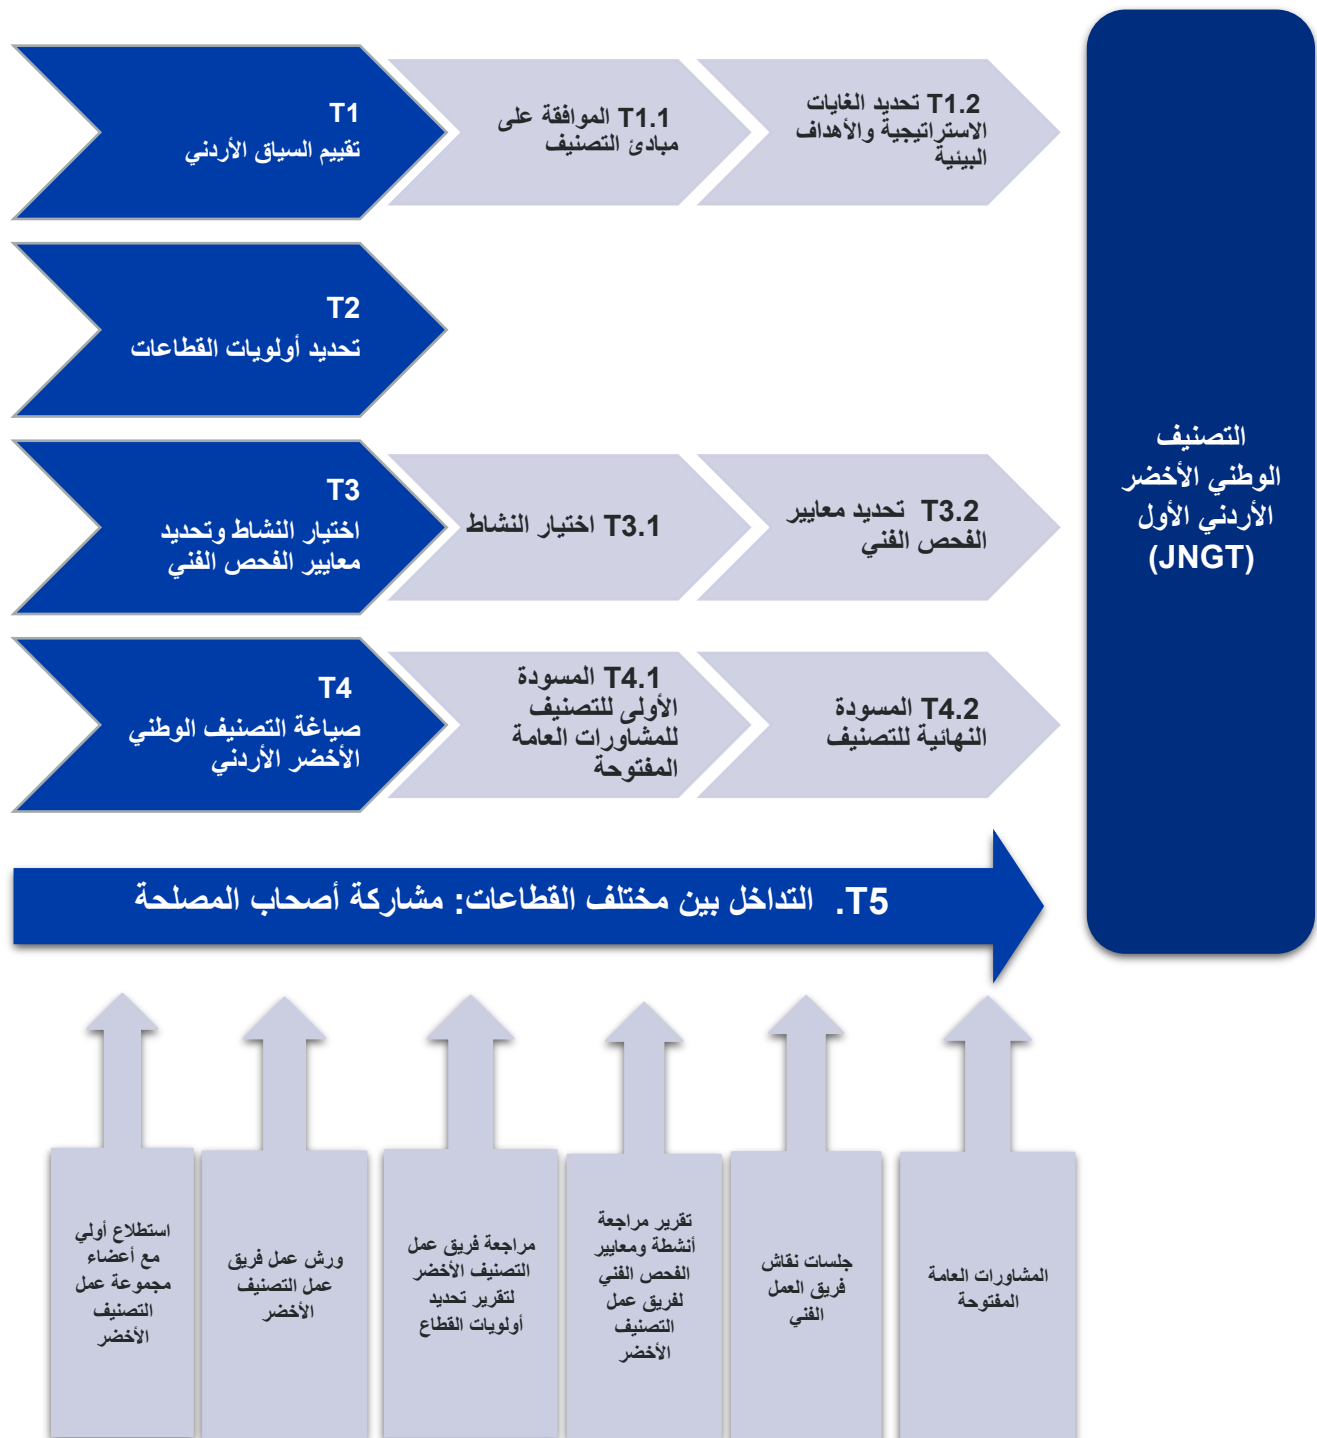 T1
تقييم السياق الأردني
T1.1 الموافقة على
مبادئ التصنيف
T1.2 تحديد الغايات
الاستراتيجية والأهداف
البيئية
T2
تحديد أولويات القطاعات
T3
اختيار النشاط وتحديد
معايير الفحص الفني
T3.1 اختيار النشاط
T3.2 تحديد معايير
الفحص الفني
T4
صياغة التصنيف الوطني
الأخضر الأردني
T4.1 المسودة
الأولى للتصنيف
للمشاورات العامة
المفتوحة
T4.2 المسودة
النهائية للتصنيف
التصنيف
الوطني الأخضر
الأردني الأول
(JNGT)
T5. التداخل بين مختلف القطاعات: مشاركة أصحاب المصلحة
استطلاع أولي
مع أعضاء
مجموعة عمل
التصنيف
الأخضر
ورش عمل فريق
عمل التصنيف
الأخضر
مراجعة فريق عمل
التصنيف الأخضر
لتقرير تحديد
أولويات القطاع
تقرير مراجعة
أنشطة ومعايير
الفحص الفني
لفريق عمل
التصنيف
الأخضر
جلسات نقاش
فريق العمل
الفني
المشاورات العامة
المفتوحة